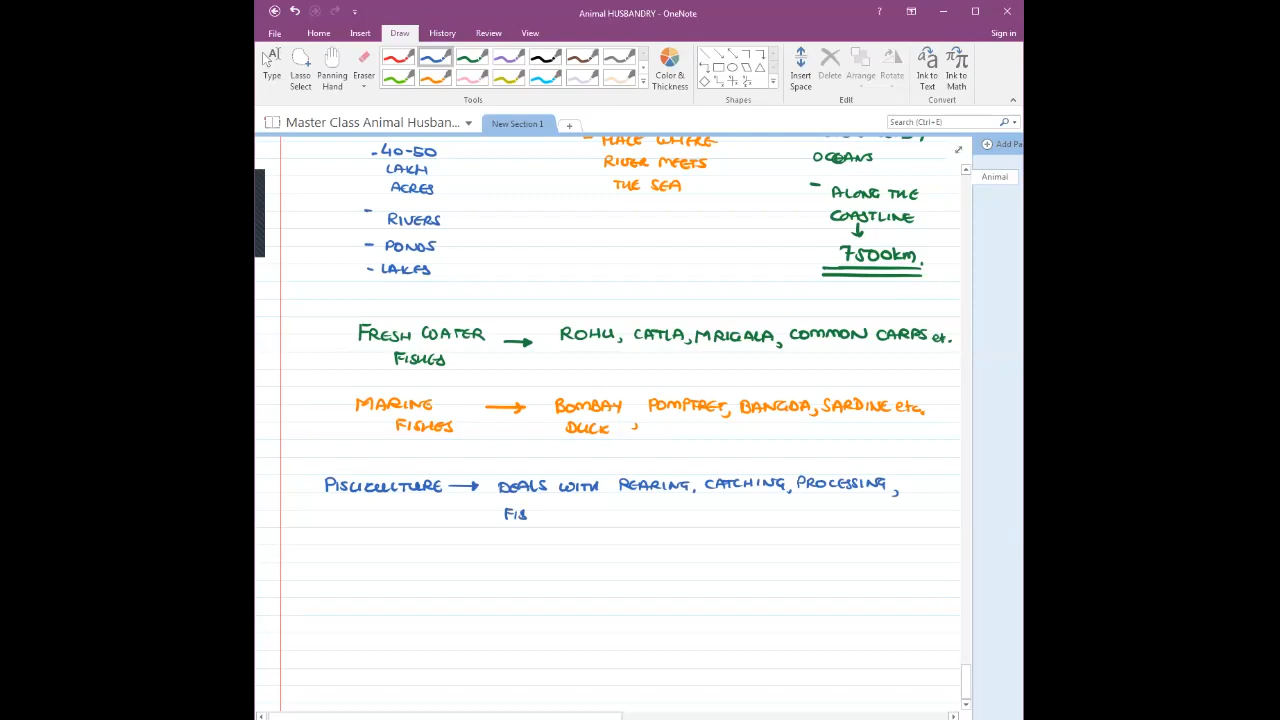 Animal HUSBANDRY - OneNote
File Home Insert Draw History Review View Sign in
Type Lasso Select Panning Hand Eraser Color & Thickness Insert Space Delete Arrange Rotate Ink to Text Ink to Math
Tools Shapes Edit Convert
Master Class Animal Husban... New Section 1 Search (Ctrl+E)
Add Pa
Animal
- 40-50
LAKH
ACRES
- RIVERS
- PONDS
- LAKES
- PLACE WHERE
RIVER MEETS
THE SEA
OCEANS
- ALONG THE
COASTLINE
7500km.
FRESH WATER → ROHU, CATLA, MRIGALA, COMMON CARPS etc.
FISHES
MARINE → BOMBAY POMPTRET, BANGDA, SARDINE etc.
FISHES DUCK ,
PISCICULTURE → DEALS WITH REARING, CATCHING, PROCESSING,
FIS